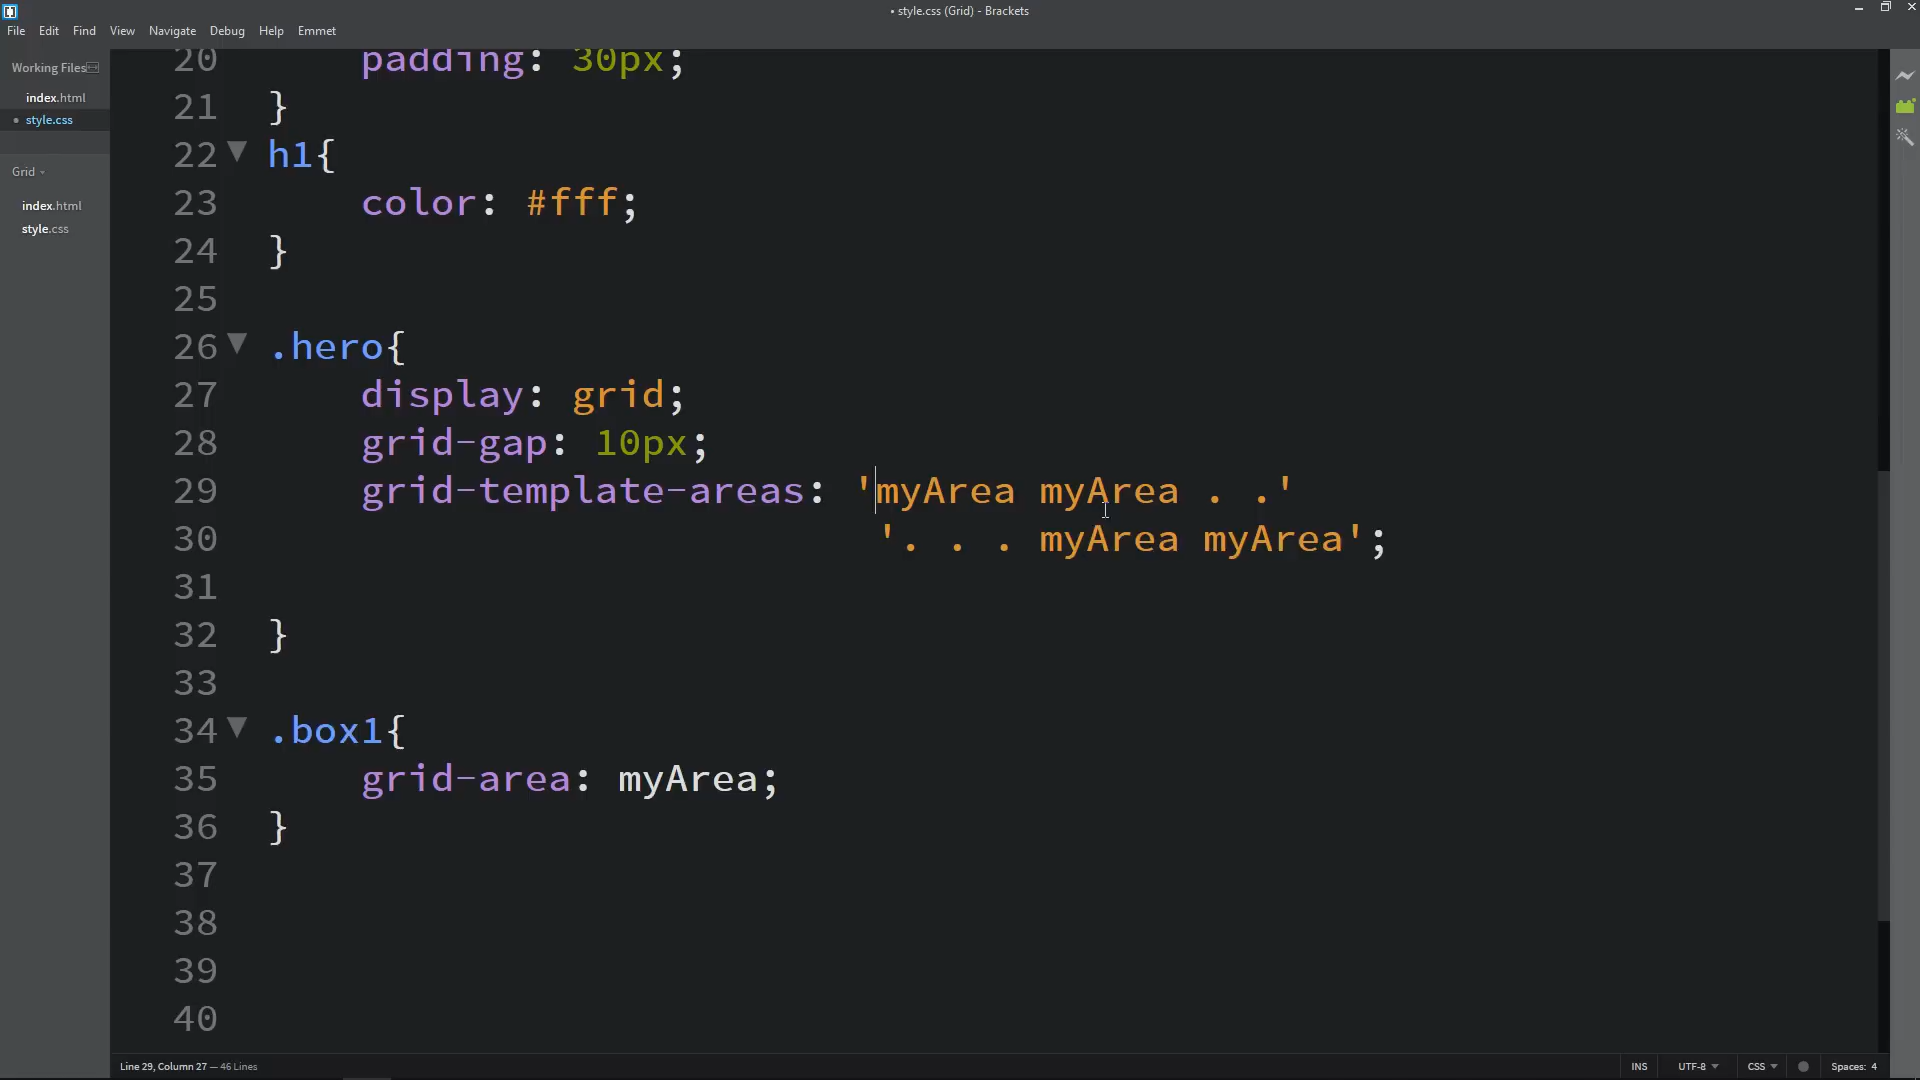 • style.css (Grid) - Brackets
File Edit Find View Navigate Debug Help Emmet
Working Files
index.html
• style.css
Grid
index.html
style.css
20 padding: 30px;
21 }
22 h1{
23 color: #fff;
24 }
25
26 .hero{
27 display: grid;
28 grid-gap: 10px;
29 grid-template-areas: 'myArea myArea . .'
30 '. . . myArea myArea';
31
32 }
33
34 .box1{
35 grid-area: myArea;
36 }
37
38
39
40
Line 29, Column 27 — 46 Lines
INS UTF-8 CSS Spaces: 4